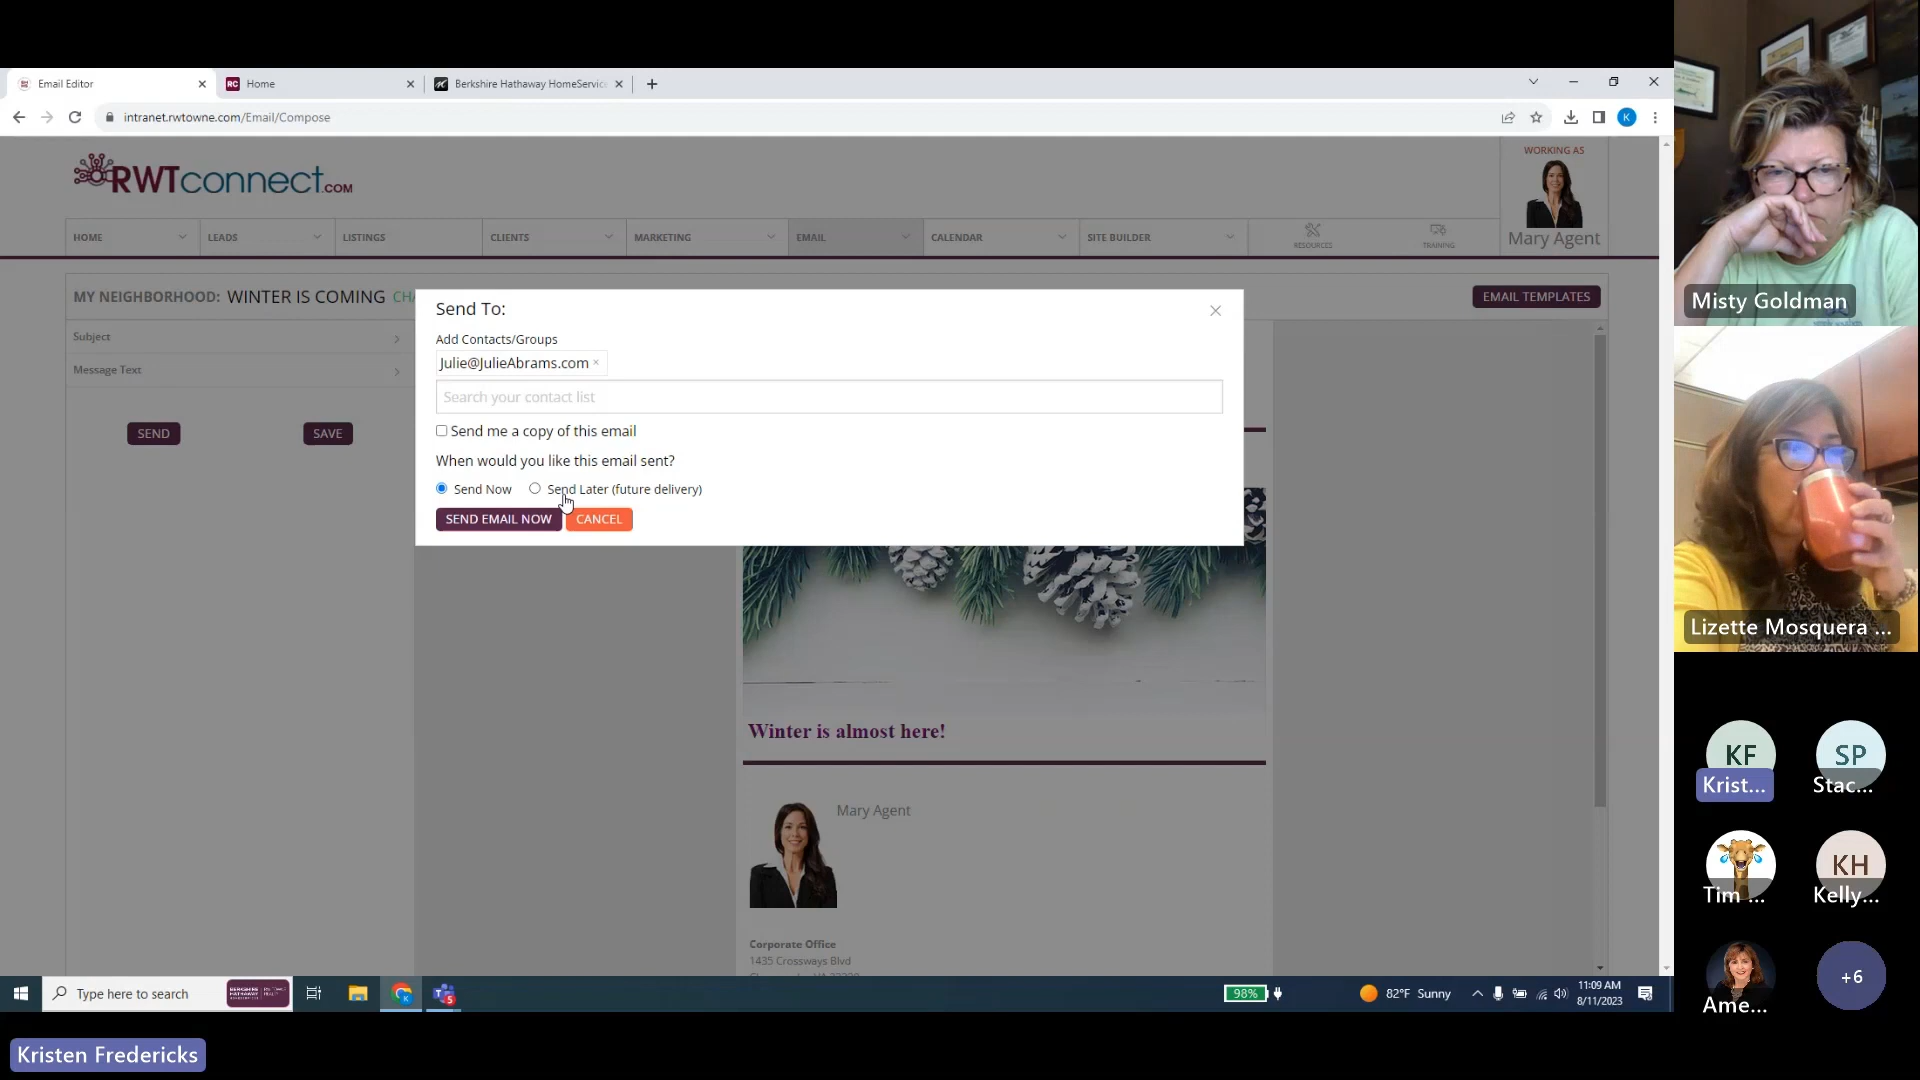 Email Editor
Home
Berkshire Hathaway HomeService
intranet.rwtowne.com/Email/Compose
K
RWTconnect.COM
WORKING AS
Mary Agent
HOME
LEADS
LISTINGS
CLIENTS
MARKETING
EMAIL
CALENDAR
SITE BUILDER
RESOURCES
TRAINING
MY NEIGHBORHOOD: WINTER IS COMING CH
EMAIL TEMPLATES
Subject
Message Text
SEND
SAVE
Send To:
Add Contacts/Groups
Julie@JulieAbrams.com ×
Search your contact list
Send me a copy of this email
When would you like this email sent?
Send Now
Send Later (future delivery)
SEND EMAIL NOW
CANCEL
Winter is almost here!
Mary Agent
Corporate Office
1435 Crossways Blvd
Type here to search
98%
82°F Sunny
11:09 AM
8/11/2023
Misty Goldman
Lizette Mosquera ...
KF
Krist...
SP
Stac...
Tim ...
KH
Kelly...
Ame...
+6
Kristen Fredericks